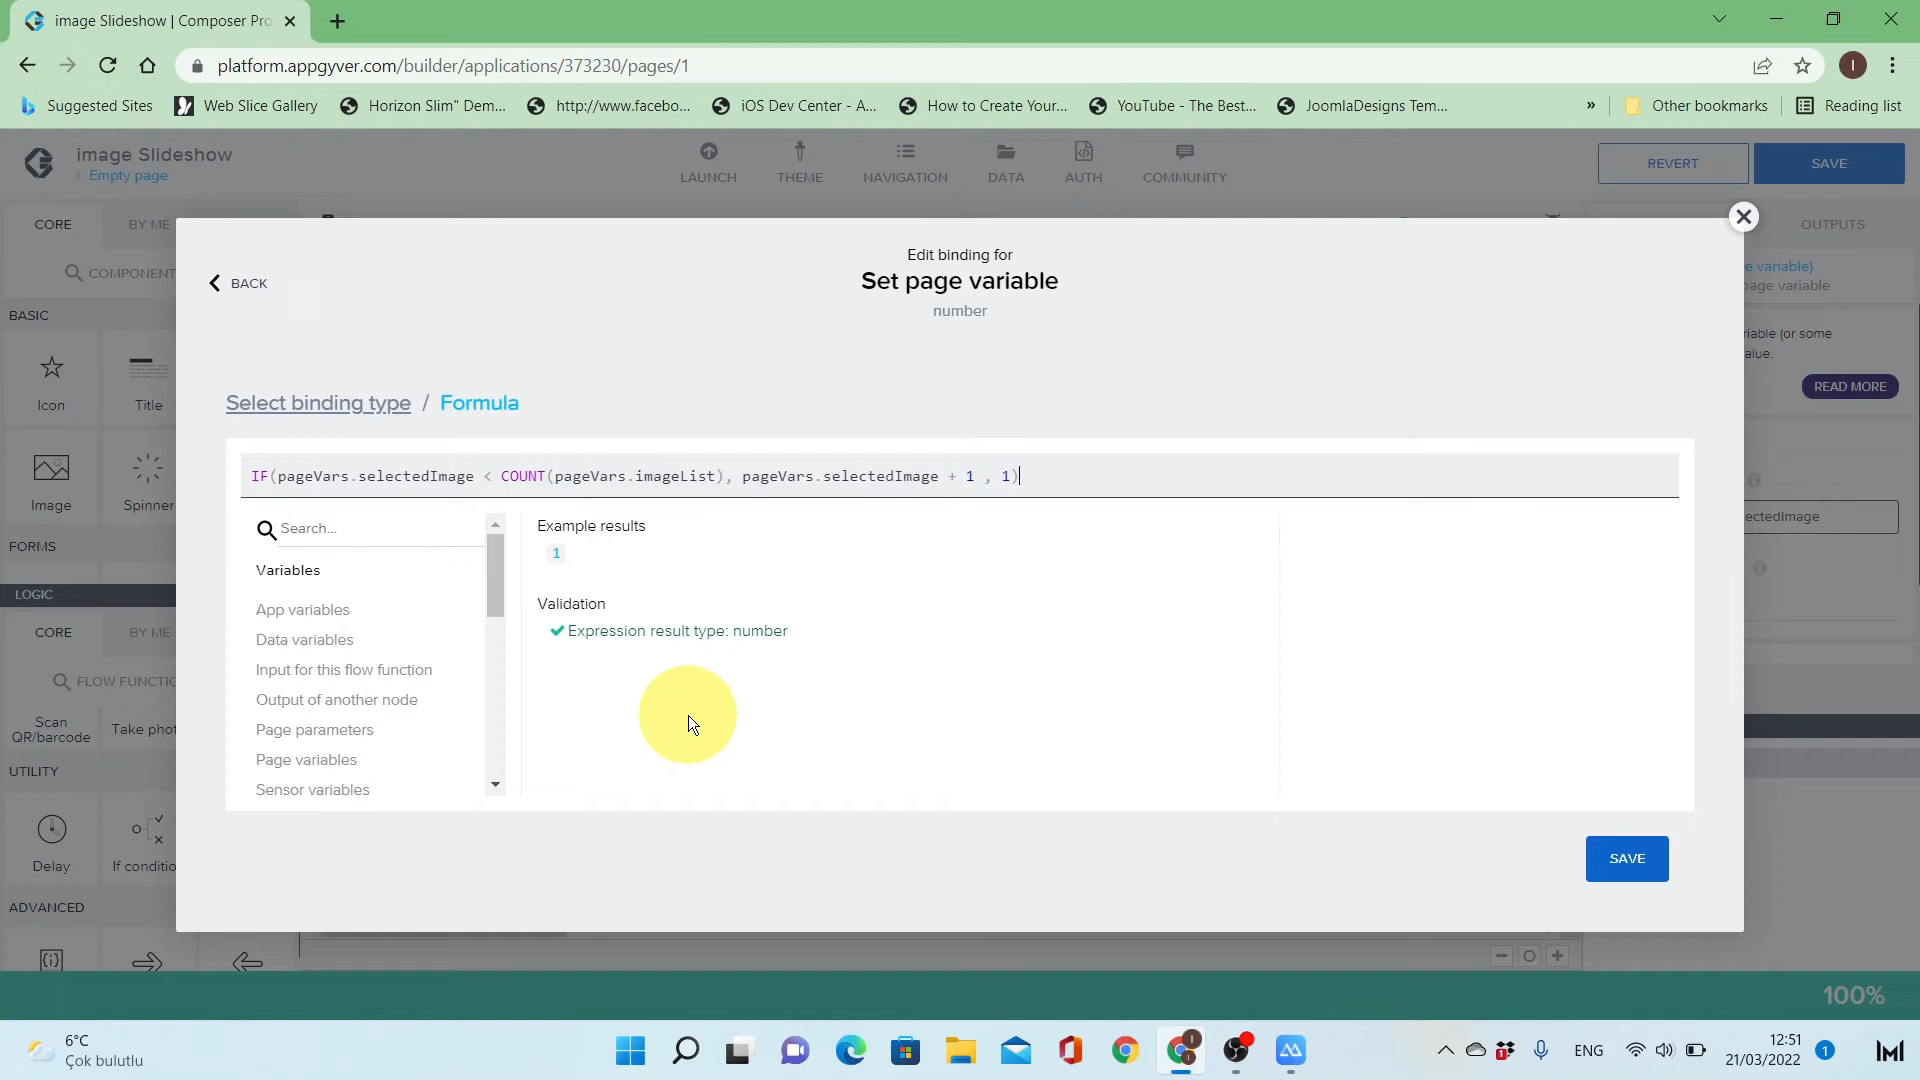 image Slideshow | Composer Pro
platform.appgyver.com/builder/applications/373230/pages/1
I
Suggested Sites
Web Slice Gallery
Horizon Slim" Dem...
http://www.facebo...
iOS Dev Center - A...
How to Create Your...
YouTube - The Best...
JoomlaDesigns Tem...
»
Other bookmarks
Reading list
image Slideshow
Empty page
LAUNCH
THEME
NAVIGATION
DATA
AUTH
COMMUNITY
REVERT
SAVE
CORE
BY ME
OUTPUTS
COMPONENT
BASIC
Icon
Title
Image
Spinner
FORMS
LOGIC
CORE
BY ME
FLOW FUNCTIO
Scan
QR/barcode
Take phot
UTILITY
Delay
If conditio
ADVANCED
BACK
Edit binding for
Set page variable
number
Select binding type / Formula
IF(pageVars.selectedImage < COUNT(pageVars.imageList), pageVars.selectedImage + 1 , 1)
Search...
Variables
App variables
Data variables
Input for this flow function
Output of another node
Page parameters
Page variables
Sensor variables
Example results
1
Validation
Expression result type: number
SAVE
e variable)
page variable
riable (or some
alue.
READ MORE
ectedImage
100%
6°C
Çok bulutlu
1
ENG
12:51
21/03/2022
1